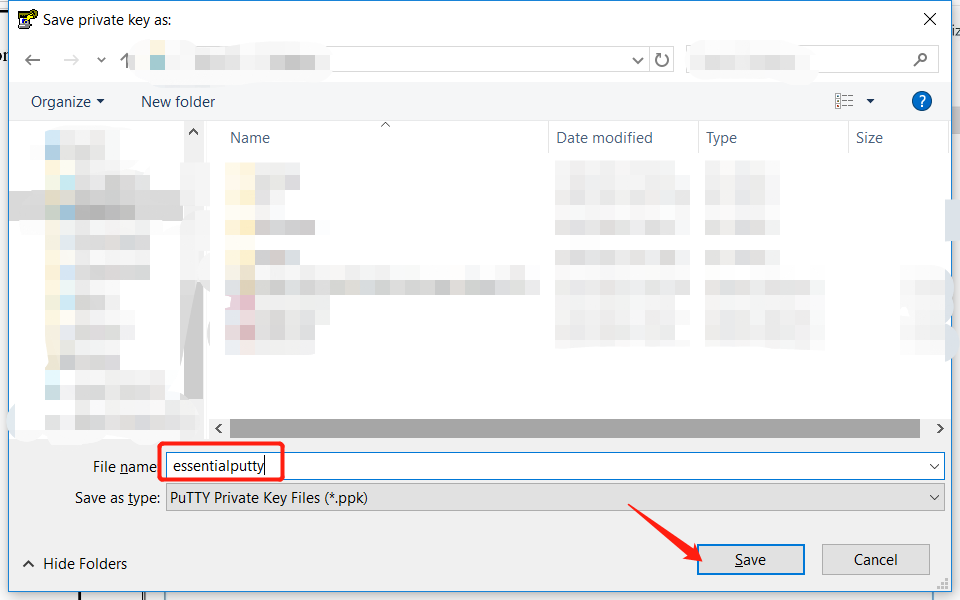 Save private key as:
Organize
New folder
Name
Date modified
Type
Size
File name
essentialputty
Save as type:
PuTTY Private Key Files (*.ppk)
Hide Folders
Save
Cancel